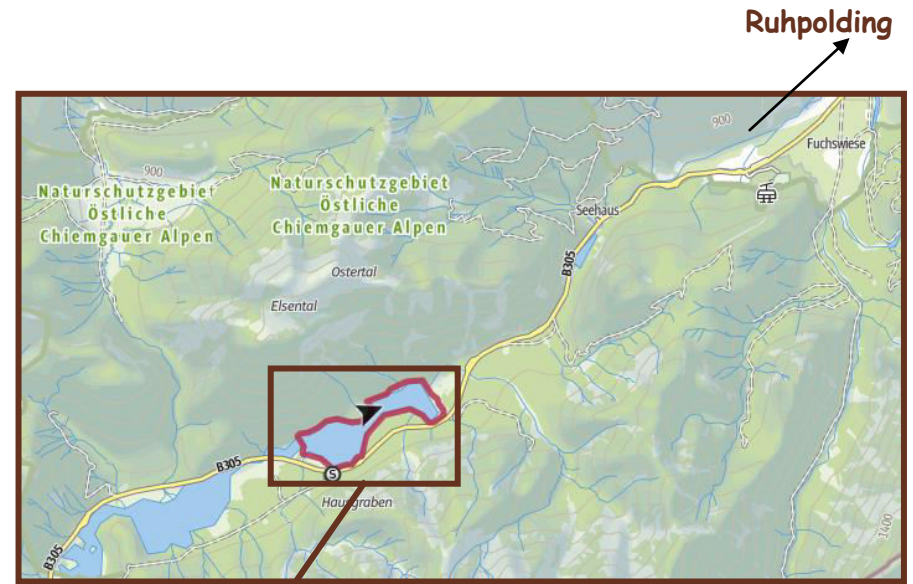 Ruhpolding
900
Fuchswiese
900
Naturschutzgebiet
Östliche
Chiemgauer Alpen
Naturschutzgebiet
Östliche
Chiemgauer Alpen
Seehaus
B305
Ostertal
Elsental
B305
S
Hausgraben
1400
B305